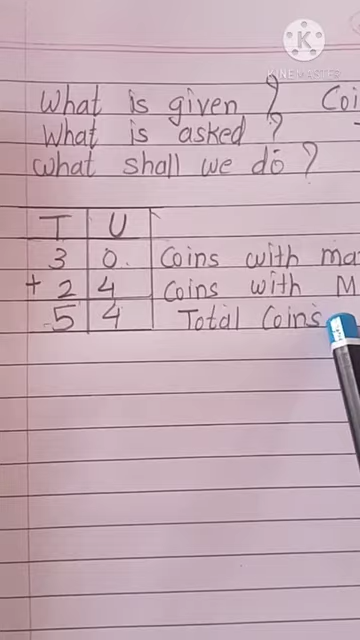 KINEMASTER
What is given ? Coi
What is asked ?
what shall we do ?
T U
3 0 Coins with ma
+ 2 4 Coins with M
5 4 Total Coins